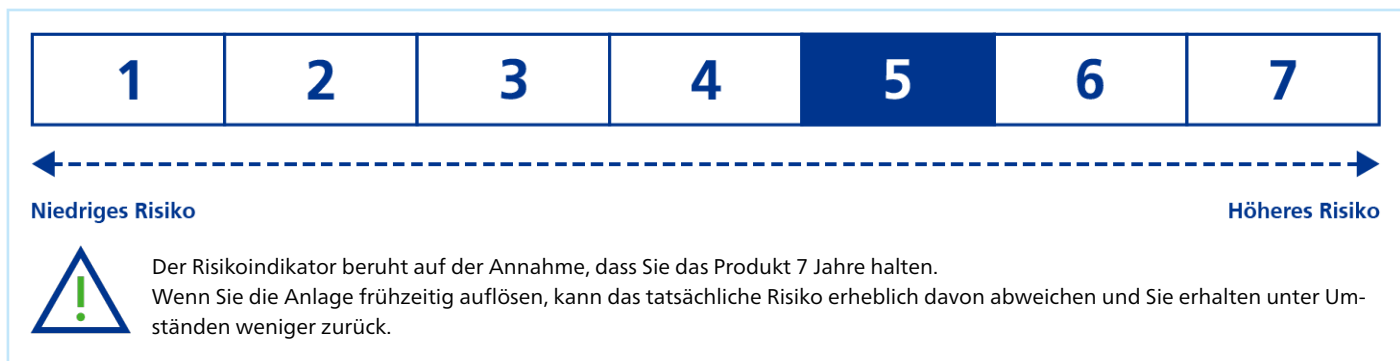 1 2 3 4 5 6 7
Niedriges Risiko Höheres Risiko
Der Risikoindikator beruht auf der Annahme, dass Sie das Produkt 7 Jahre halten.
Wenn Sie die Anlage frühzeitig auflösen, kann das tatsächliche Risiko erheblich davon abweichen und Sie erhalten unter Um-
ständen weniger zurück.